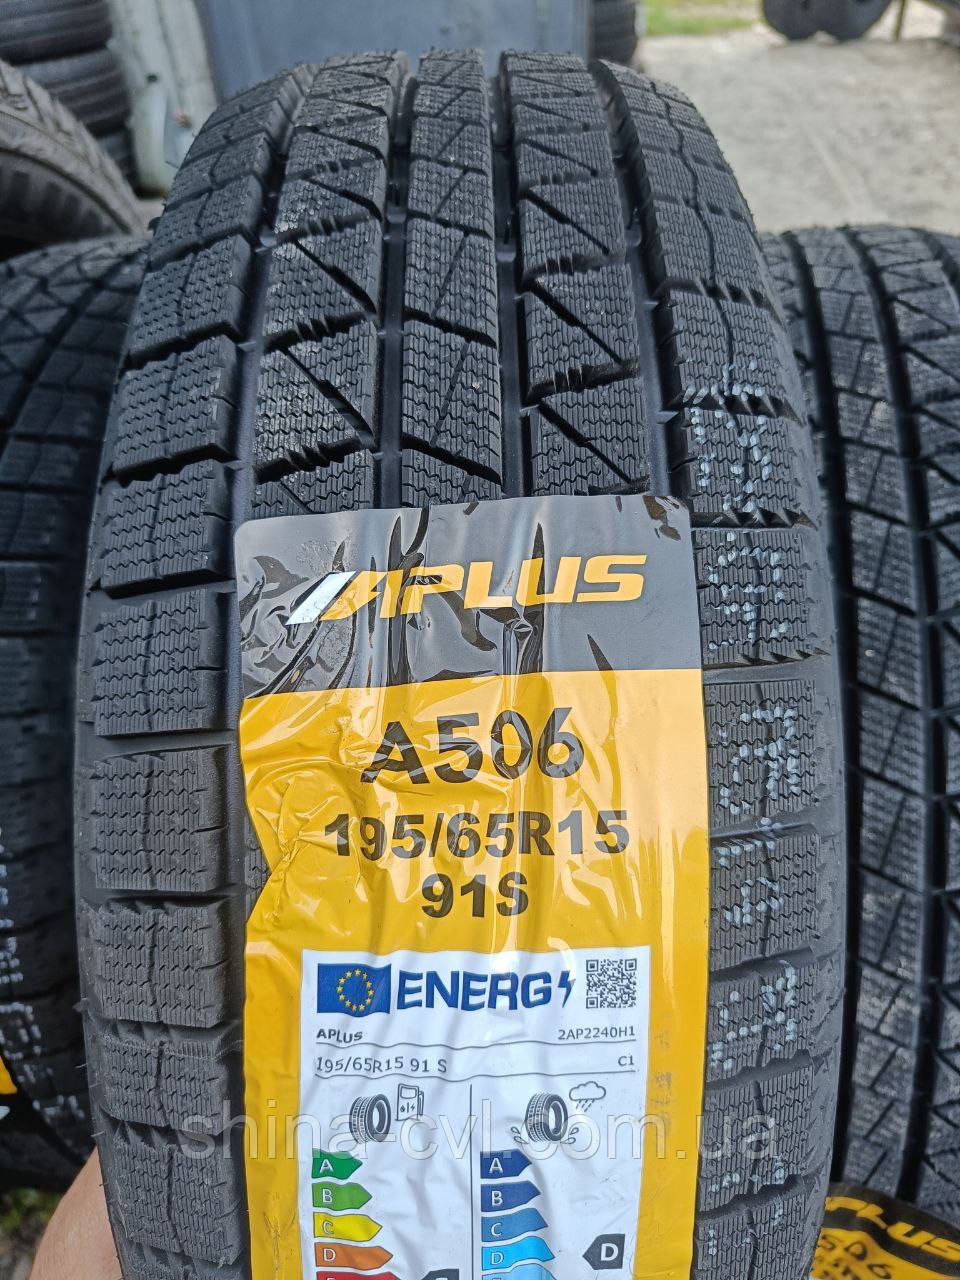 APLUS
A506
195/65R15
91S
ENERG
APLUS 2AP2240H1
195/65R15 91 S C1
A A
B B
C C
D D D
shina-cvl.com.ua
APLUS